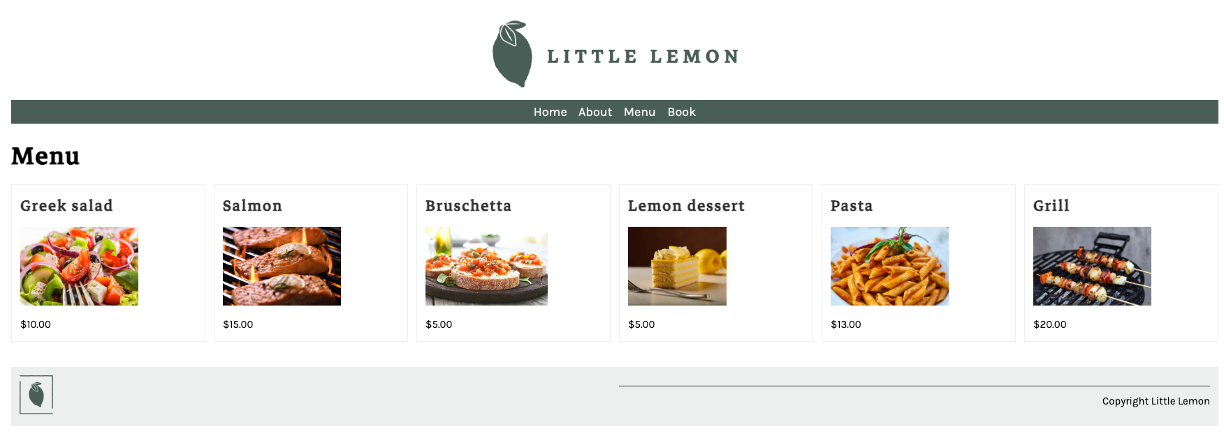 LITTLE LEMON
Home About Menu Book
Menu
Greek salad
$10.00
Salmon
$15.00
Bruschetta
$5.00
Lemon dessert
$5.00
Pasta
$13.00
Grill
$20.00
Copyright Little Lemon